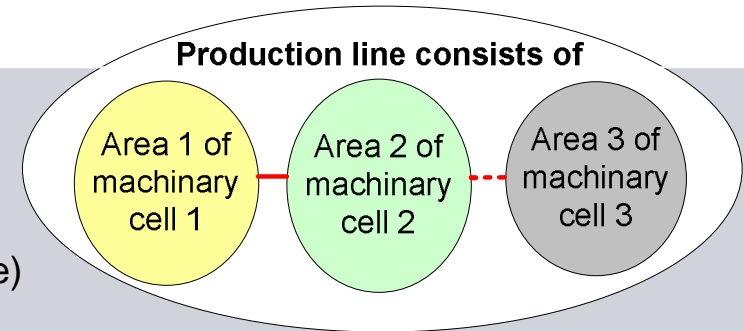 Production line consists of
Area 1 of
machinary
cell 1
Area 2 of
machinary
cell 2
Area 3 of
machinary
cell 3
e)